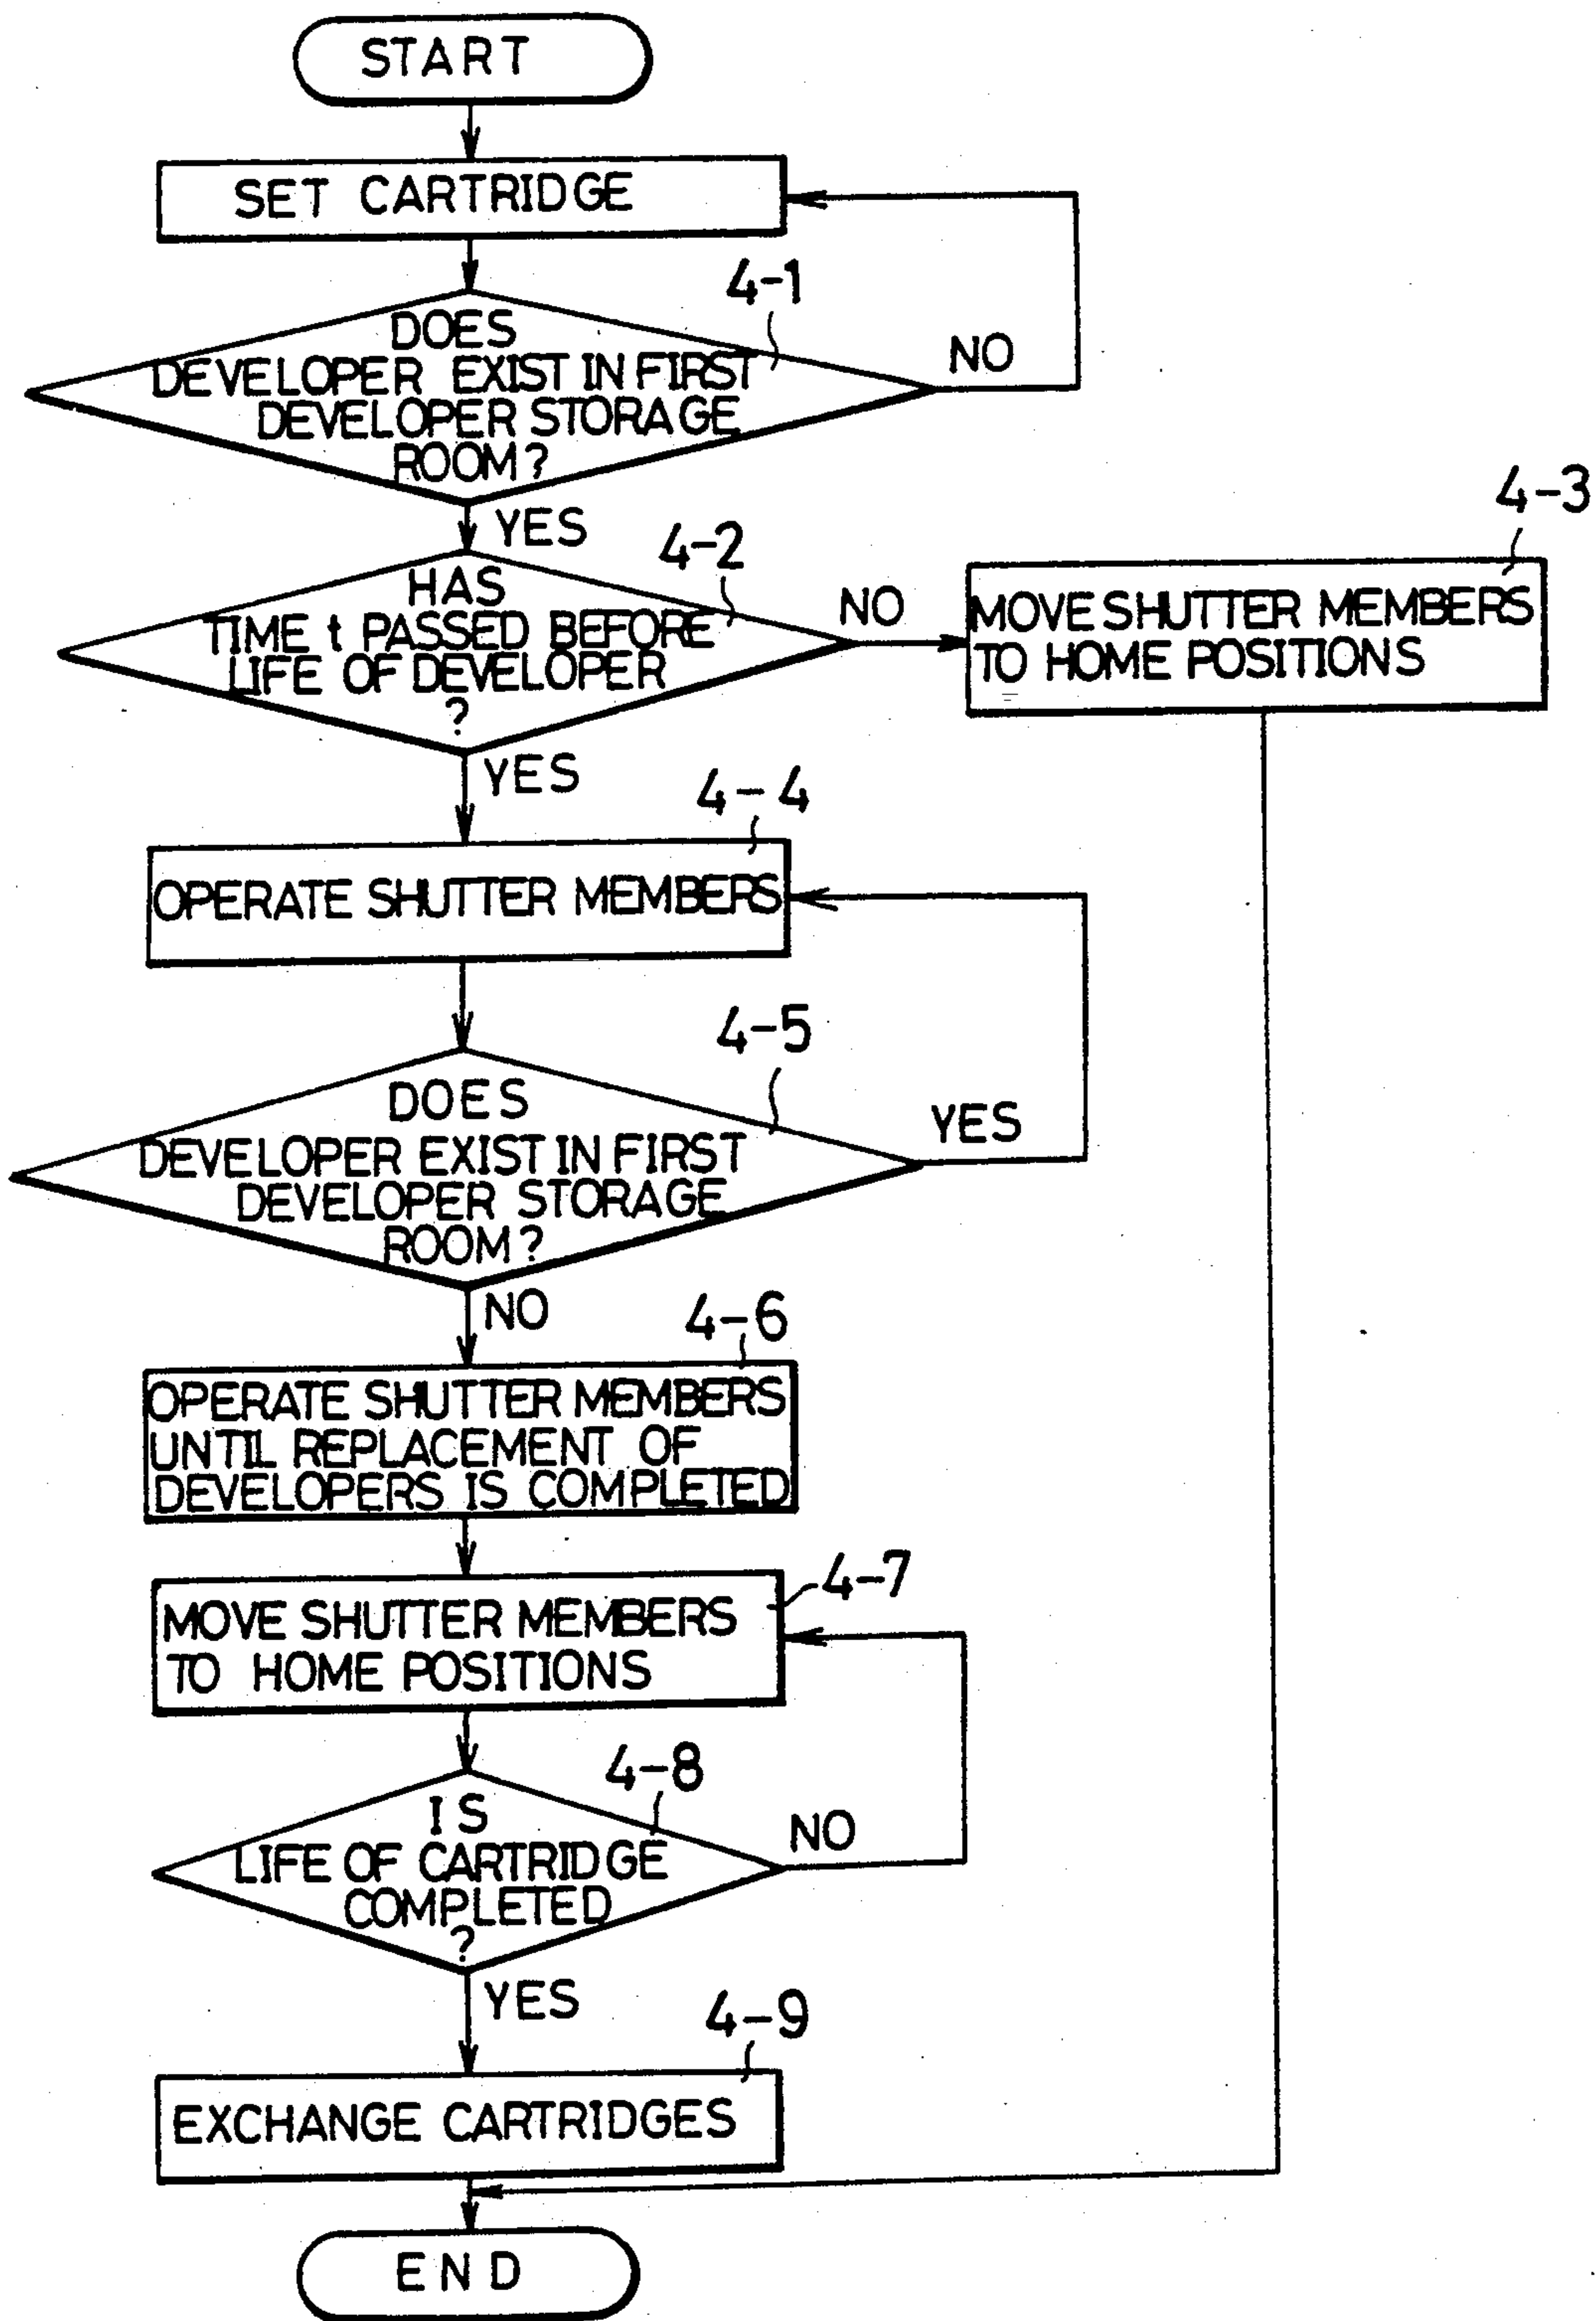 START
SET CARTRIDGE
4-1
DOES
DEVELOPER EXIST IN FIRST
DEVELOPER STORAGE
ROOM?
NO
YES
4-2
HAS
TIME t PASSED BEFORE
LIFE OF DEVELOPER
?
NO
4-3
MOVE SHUTTER MEMBERS
TO HOME POSITIONS
YES
4-4
OPERATE SHUTTER MEMBERS
4-5
DOES
DEVELOPER EXIST IN FIRST
DEVELOPER STORAGE
ROOM?
YES
NO
4-6
OPERATE SHUTTER MEMBERS
UNTIL REPLACEMENT OF
DEVELOPERS IS COMPLETED
4-7
MOVE SHUTTER MEMBERS
TO HOME POSITIONS
4-8
IS
LIFE OF CARTRIDGE
COMPLETED
?
NO
YES
4-9
EXCHANGE CARTRIDGES
END